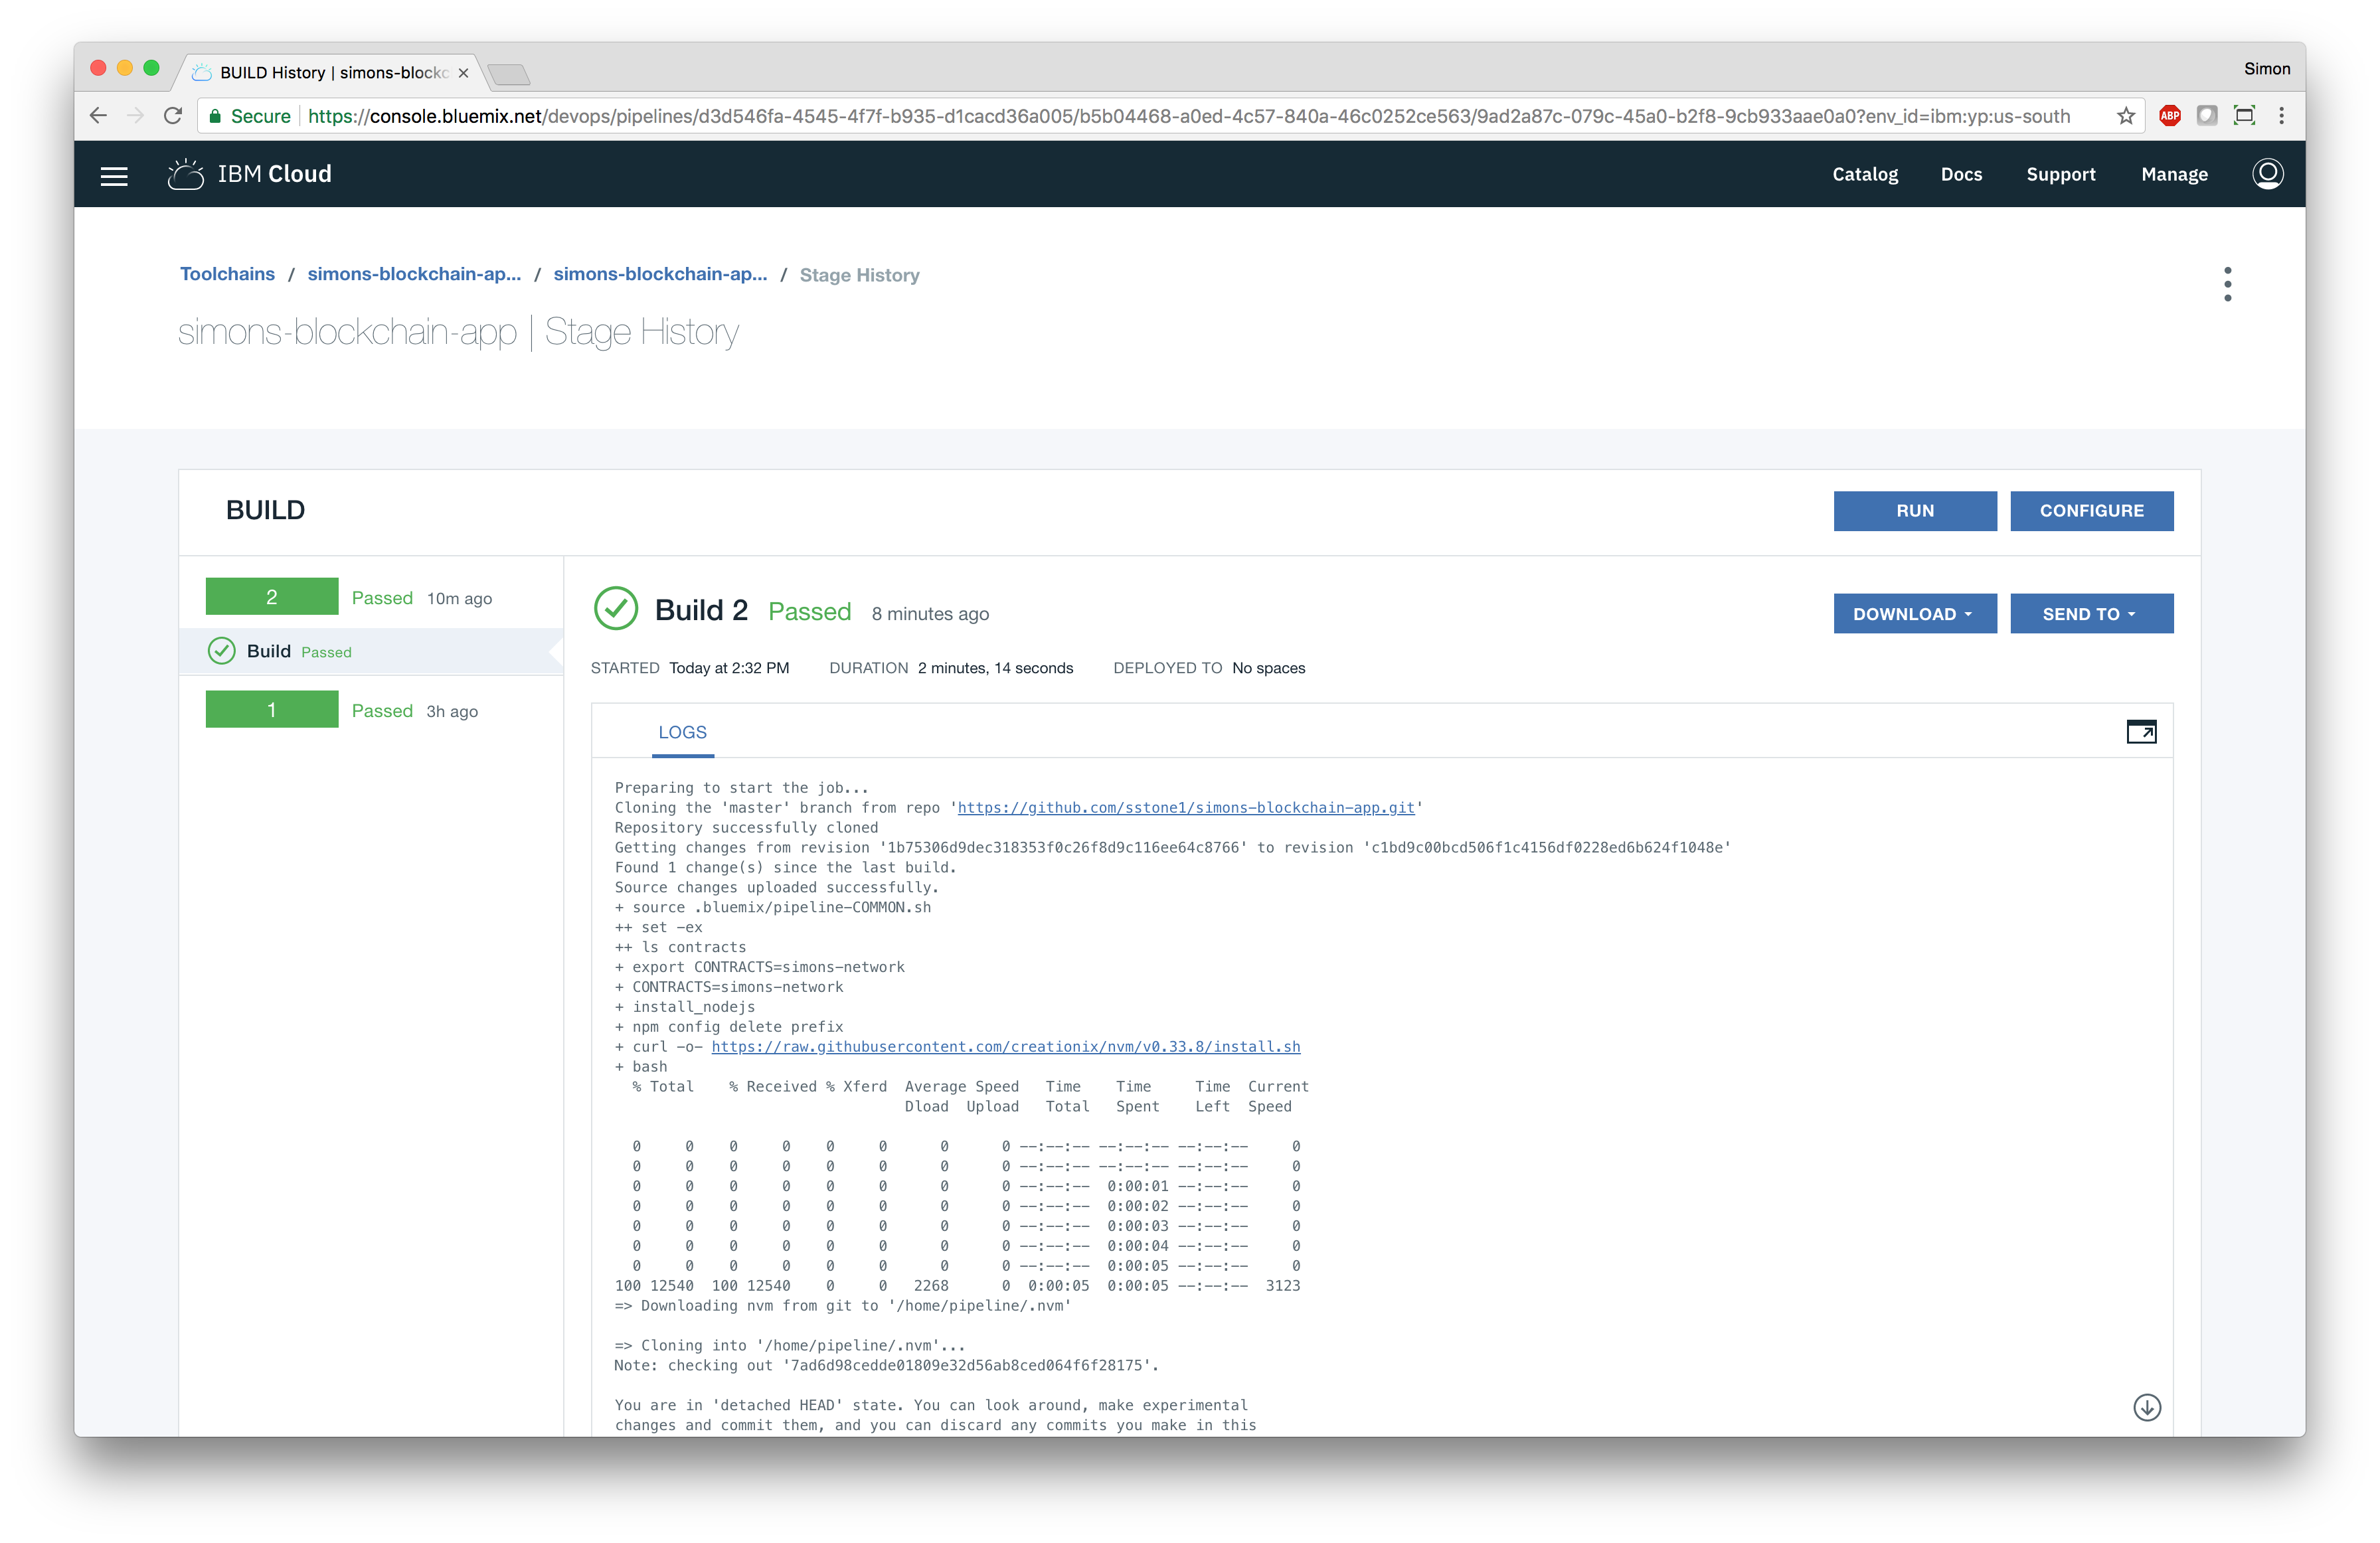 BUILD History | simons-blockc
Simon
Secure https://console.bluemix.net/devops/pipelines/d3d546fa-4545-4f7f-b935-d1cacd36a005/b5b04468-a0ed-4c57-840a-46c0252ce563/9ad2a87c-079c-45a0-b2f8-9cb933aae0a0?env_id=ibm:yp:us-south
ABP
IBM Cloud Catalog Docs Support Manage
Toolchains / simons-blockchain-ap... / simons-blockchain-ap... / Stage History
simons-blockchain-app | Stage History
BUILD RUN CONFIGURE
2 Passed 10m ago
Build Passed
1 Passed 3h ago
Build 2 Passed 8 minutes ago DOWNLOAD SEND TO
STARTED Today at 2:32 PM DURATION 2 minutes, 14 seconds DEPLOYED TO No spaces
LOGS
Preparing to start the job...
Cloning the 'master' branch from repo 'https://github.com/sstone1/simons-blockchain-app.git'
Repository successfully cloned
Getting changes from revision '1b75306d9dec318353f0c26f8d9c116ee64c8766' to revision 'c1bd9c00bcd506f1c4156df0228ed6b624f1048e'
Found 1 change(s) since the last build.
Source changes uploaded successfully.
+ source .bluemix/pipeline-COMMON.sh
++ set -ex
++ ls contracts
+ export CONTRACTS=simons-network
+ CONTRACTS=simons-network
+ install_nodejs
+ npm config delete prefix
+ curl -o- https://raw.githubusercontent.com/creationix/nvm/v0.33.8/install.sh
+ bash
% Total % Received % Xferd Average Speed Time Time Time Current
Dload Upload Total Spent Left Speed
0 0 0 0 0 0 0 0 --:--:-- --:--:-- --:--:-- 0
0 0 0 0 0 0 0 0 --:--:-- --:--:-- --:--:-- 0
0 0 0 0 0 0 0 0 --:--:-- 0:00:01 --:--:-- 0
0 0 0 0 0 0 0 0 --:--:-- 0:00:02 --:--:-- 0
0 0 0 0 0 0 0 0 --:--:-- 0:00:03 --:--:-- 0
0 0 0 0 0 0 0 0 --:--:-- 0:00:04 --:--:-- 0
0 0 0 0 0 0 0 0 --:--:-- 0:00:05 --:--:-- 0
100 12540 100 12540 0 0 2268 0 0:00:05 0:00:05 --:--:-- 3123
=> Downloading nvm from git to '/home/pipeline/.nvm'
=> Cloning into '/home/pipeline/.nvm'...
Note: checking out '7ad6d98cedde01809e32d56ab8ced064f6f28175'.
You are in 'detached HEAD' state. You can look around, make experimental
changes and commit them, and you can discard any commits you make in this